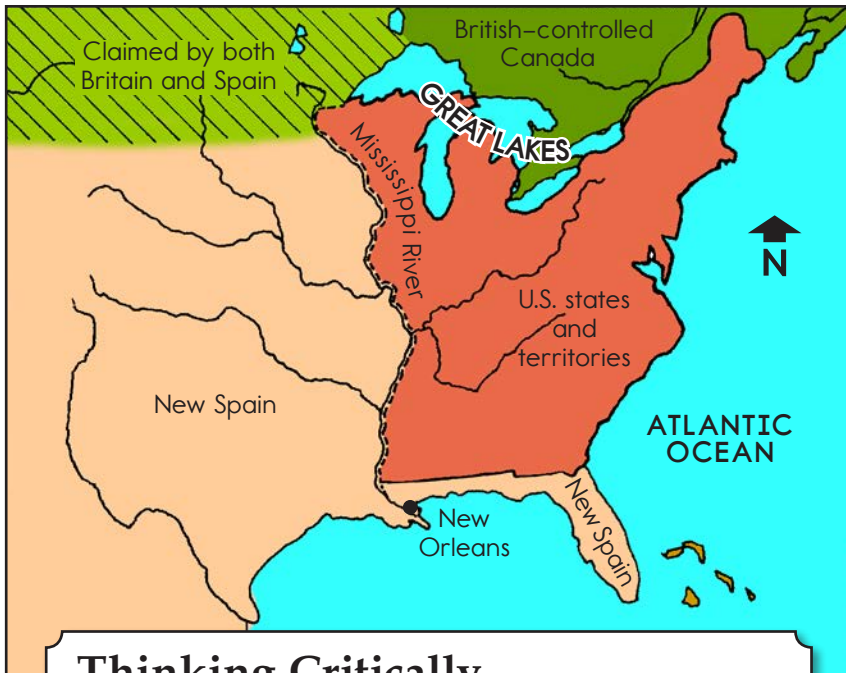 Claimed by both
Britain and Spain
British-controlled
Canada
GREAT LAKES
Mississippi River
N
U.S. states
and
territories
New Spain
ATLANTIC
OCEAN
New
Orleans
New Spain
Thinking Critically